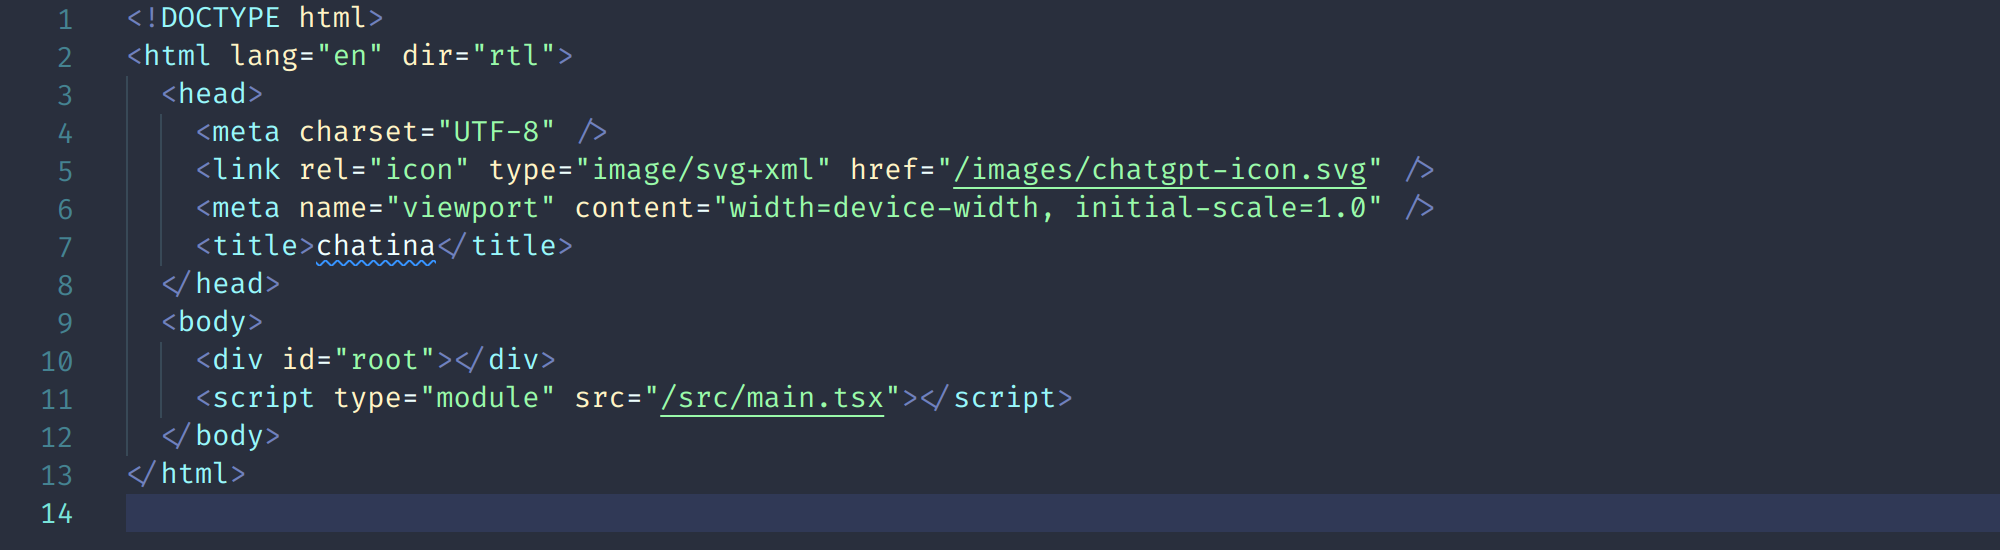 1 <!DOCTYPE html>
2 <html lang="en" dir="rtl">
3 <head>
4 <meta charset="UTF-8" />
5 <link rel="icon" type="image/svg+xml" href="/images/chatgpt-icon.svg" />
6 <meta name="viewport" content="width=device-width, initial-scale=1.0" />
7 <title>chatina</title>
8 </head>
9 <body>
10 <div id="root"></div>
11 <script type="module" src="/src/main.tsx"></script>
12 </body>
13 </html>
14